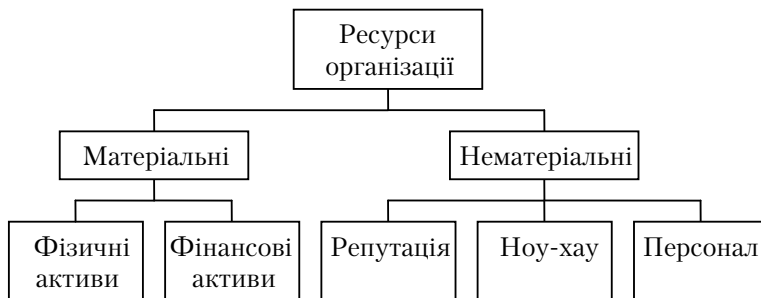 Ресурси
організації
Матеріальні
Нематеріальні
Фізичні
активи
Фінансові
активи
Репутація
Ноу-хау
Персонал